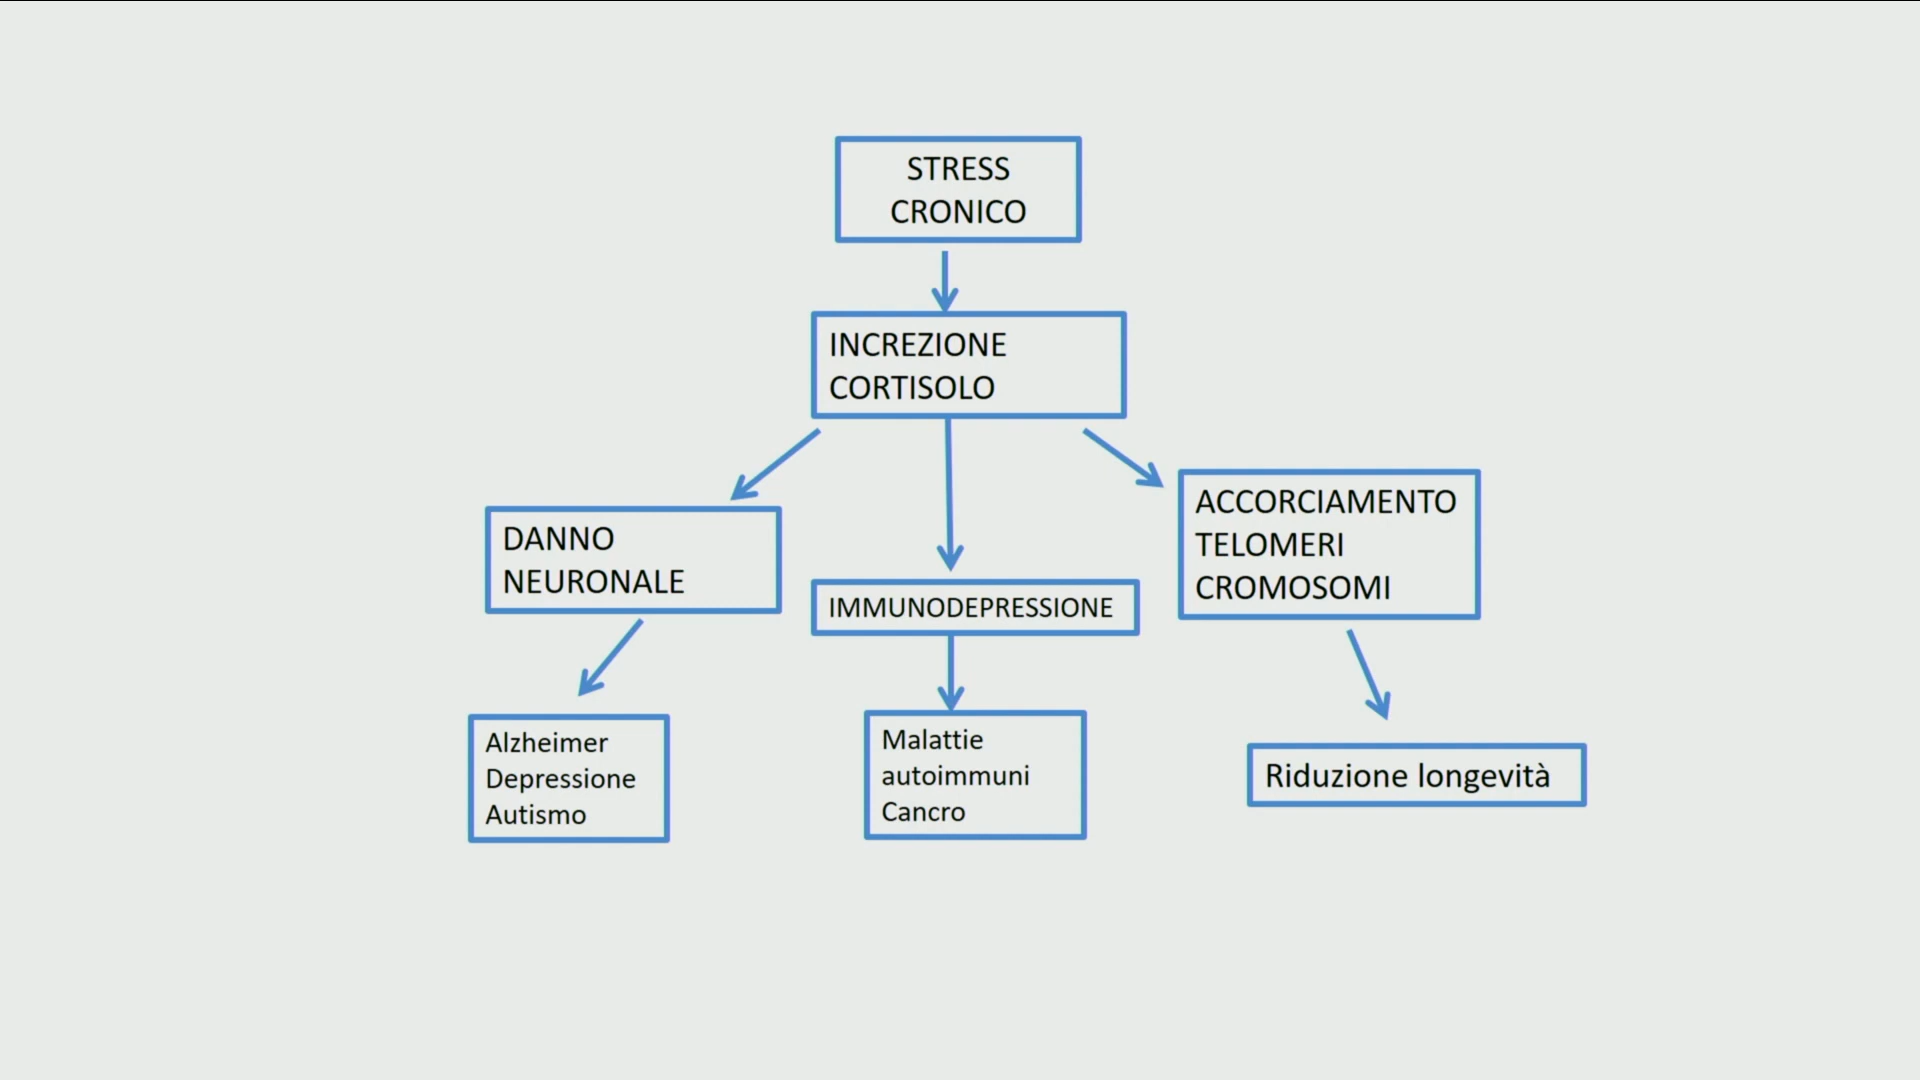 STRESS
CRONICO
INCREZIONE
CORTISOLO
DANNO
NEURONALE
IMMUNODEPRESSIONE
ACCORCIAMENTO
TELOMERI
CROMOSOMI
Alzheimer
Depressione
Autismo
Malattie
autoimmuni
Cancro
Riduzione longevità